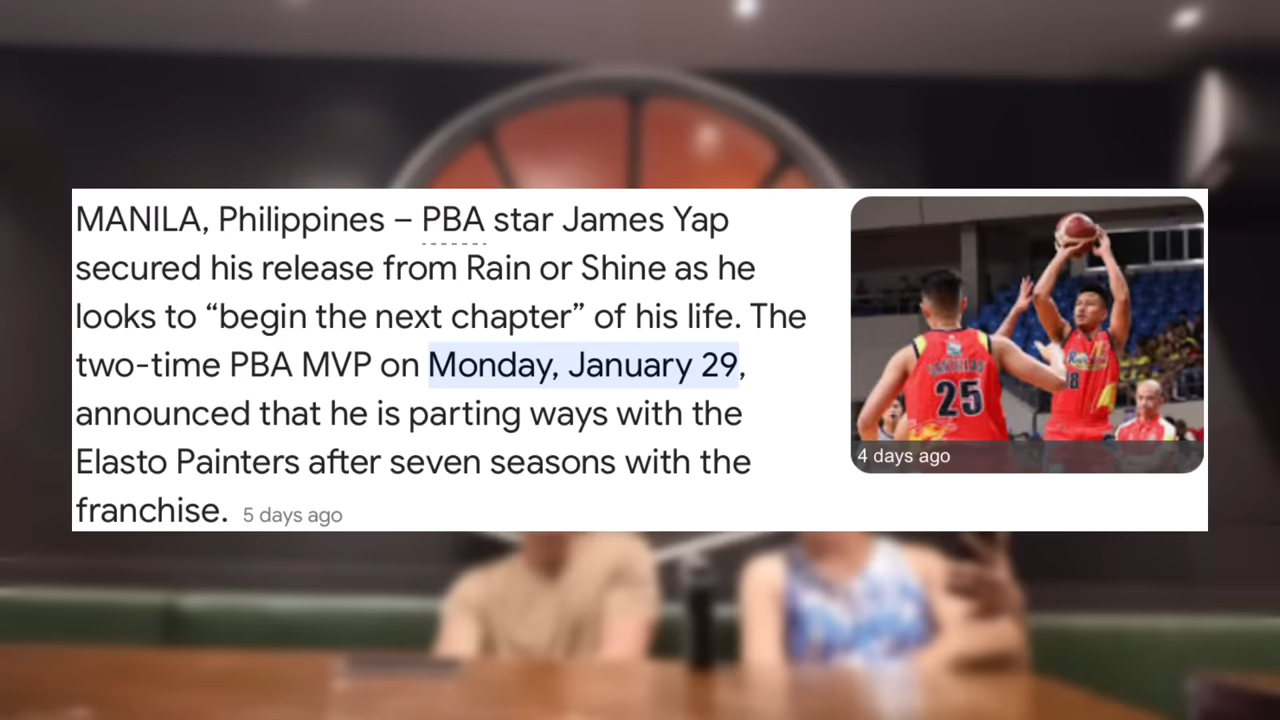 MANILA, Philippines – PBA star James Yap
secured his release from Rain or Shine as he
looks to “begin the next chapter” of his life. The
two-time PBA MVP on Monday, January 29,
announced that he is parting ways with the
Elasto Painters after seven seasons with the
franchise. 5 days ago
25
4 days ago